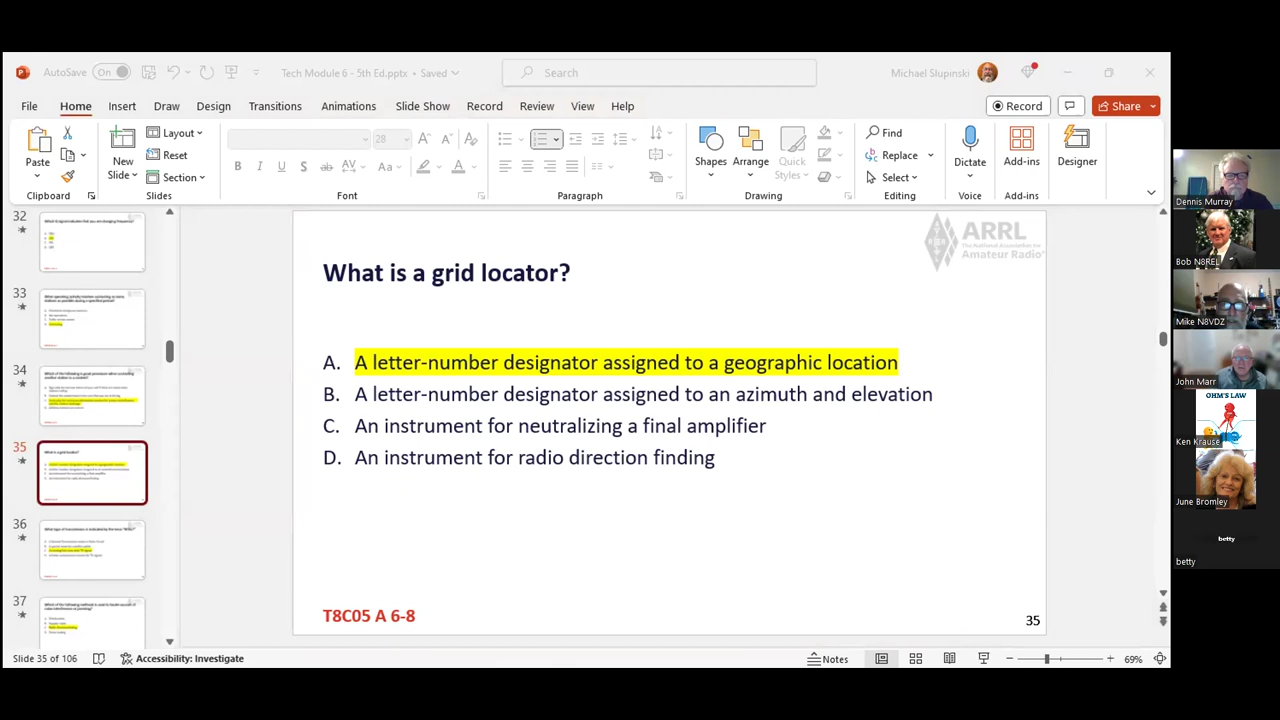 AutoSave On Tech Module 6 - 5th Ed.pptx • Saved Search Michael Slupinski
File Home Insert Draw Design Transitions Animations Slide Show Record Review View Help Record Share
Paste
New Slide
Layout
Reset
Section
28
Shapes
Arrange
Quick Styles
Find
Replace
Select
Dictate
Add-ins
Designer
Clipboard Slides Font Paragraph Drawing Editing Voice Add-ins
32
33
34
35
36
37
ARRL
The National Association for
Amateur Radio
What is a grid locator?
A. A letter-number designator assigned to a geographic location
B. A letter-number designator assigned to an azimuth and elevation
C. An instrument for neutralizing a final amplifier
D. An instrument for radio direction finding
T8C05 A 6-8
35
Slide 35 of 106 Accessibility: Investigate Notes 69%
Dennis Murray
Bob N8REL
Mike N8VDZ
John Marr
OHM'S LAW
Ken Krause
June Bromley
betty
betty